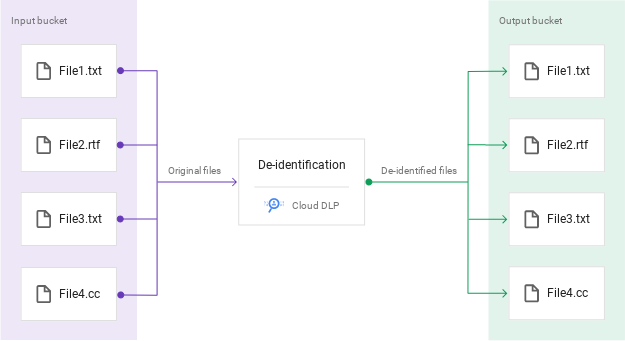 Input bucket
File1.txt
File2.rtf
File3.txt
File4.cc
Original files
De-identification
Cloud DLP
De-identified files
Output bucket
File1.txt
File2.rtf
File3.txt
File4.cc